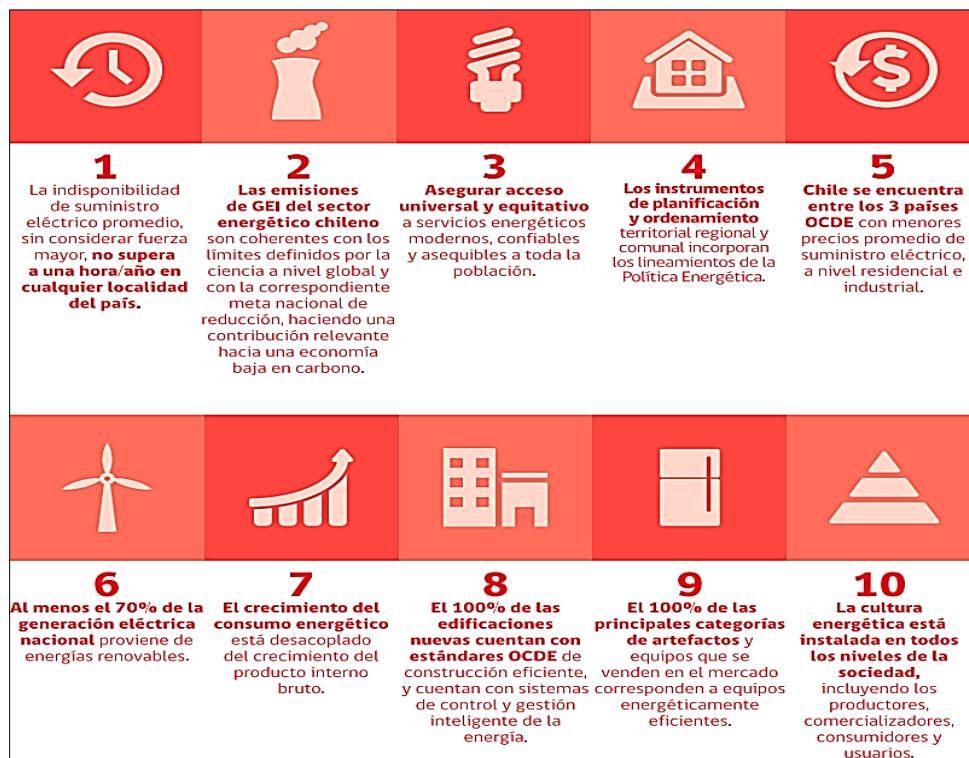 1
La indisponibilidad
de suministro
eléctrico promedio,
sin considerar fuerza
mayor, no supera
a una hora/año en
cualquier localidad
del país.
2
Las emisiones
de GEI del sector
energético chileno
son coherentes con los
límites definidos por la
ciencia a nivel global y
con la correspondiente
meta nacional de
reducción, haciendo una
contribución relevante
hacia una economía
baja en carbono.
3
Asegurar acceso
universal y equitativo
a servicios energéticos
modernos, confiables
y asequibles a toda la
población.
4
Los instrumentos
de planificación
y ordenamiento
territorial regional y
comunal incorporan
los lineamientos de la
Política Energética.
5
Chile se encuentra
entre los 3 países
OCDE con menores
precios promedio de
suministro eléctrico,
a nivel residencial e
industrial.
6
Al menos el 70% de la
generación eléctrica
nacional proviene de
energías renovables.
7
El crecimiento del
consumo energético
está desacoplado
del crecimiento del
producto interno
bruto.
8
El 100% de las
edificaciones
nuevas cuentan con
estándares OCDE de
construcción eficiente,
y cuentan con sistemas
de control y gestión
inteligente de la
energía.
9
El 100% de las
principales categorías
de artefactos y
equipos que se
venden en el mercado
corresponden a equipos
energéticamente
eficientes.
10
La cultura
energética está
instalada en todos
los niveles de la
sociedad,
incluyendo los
productores,
comercializadores,
consumidores y
usuarios.